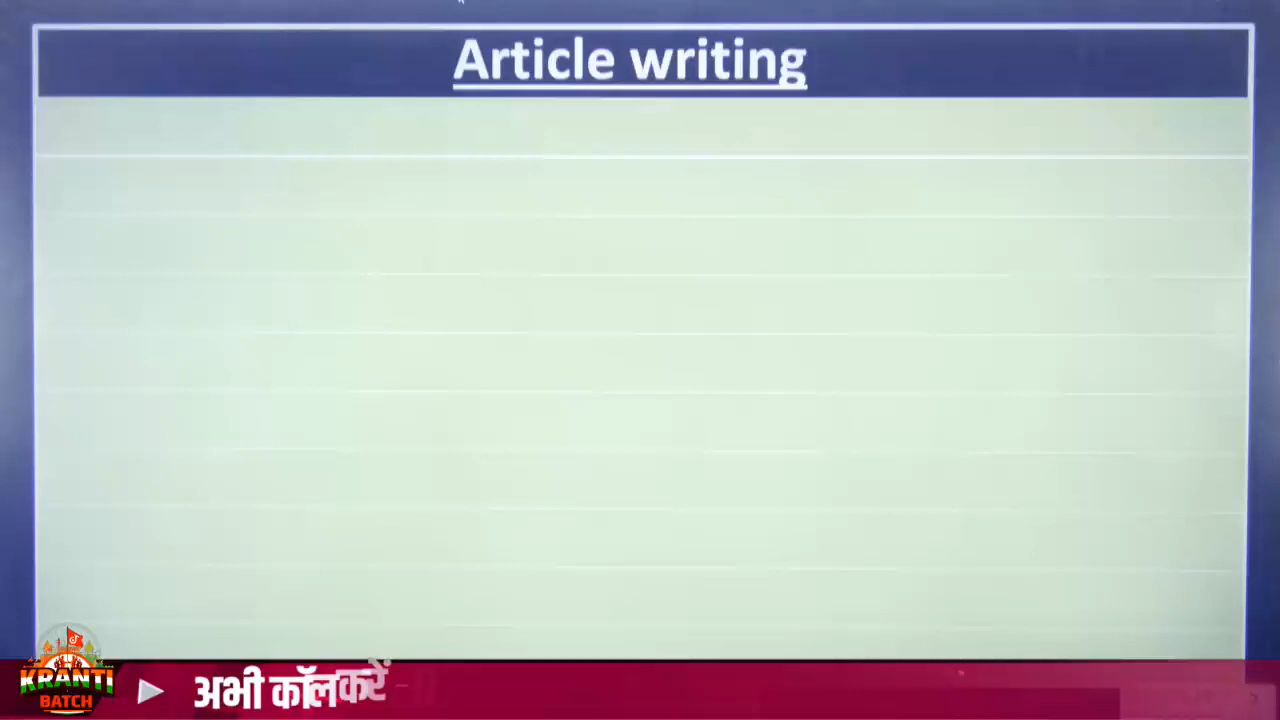 Article writing
KRANTI
BATCH
अभी कॉल करें -